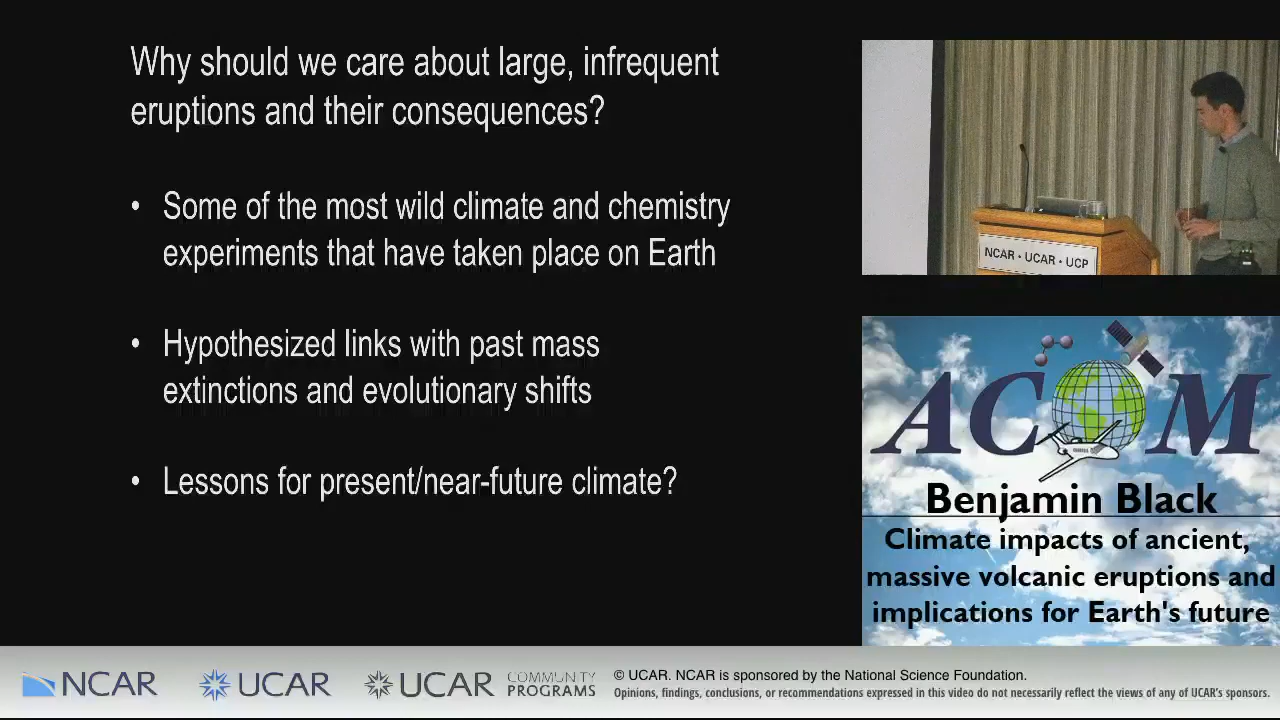 Why should we care about large, infrequent
eruptions and their consequences?
• Some of the most wild climate and chemistry
experiments that have taken place on Earth
• Hypothesized links with past mass
extinctions and evolutionary shifts
• Lessons for present/near-future climate?
NCAR • UCAR • UCP
ACOM
Benjamin Black
Climate impacts of ancient,
massive volcanic eruptions and
implications for Earth's future
NCAR
UCAR
UCAR
COMMUNITY
PROGRAMS
© UCAR. NCAR is sponsored by the National Science Foundation.
Opinions, findings, conclusions, or recommendations expressed in this video do not necessarily reflect the views of any of UCAR's sponsors.